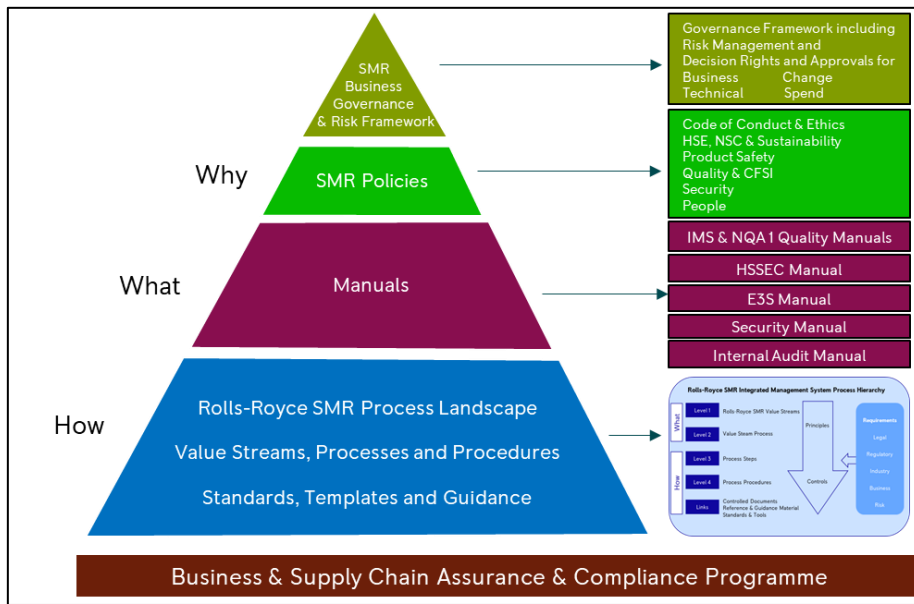 SMR
Business
Governance
& Risk Framework
Governance Framework including
Risk Management and
Decision Rights and Approvals for
Business Change
Technical Spend
Why
SMR Policies
Code of Conduct & Ethics
HSE, NSC & Sustainability
Product Safety
Quality & CFSI
Security
People
What
Manuals
IMS & NQA1 Quality Manuals
HSSEC Manual
E3S Manual
Security Manual
Internal Audit Manual
How
Rolls-Royce SMR Process Landscape
Value Streams, Processes and Procedures
Standards, Templates and Guidance
Rolls-Royce SMR Integrated Management System Process Hierarchy
What
Level 1 Rolls-Royce SMR Value Streams
Level 2 Value Steam Process
How
Level 3 Process Steps
Level 4 Process Procedures
Links Controlled Documents
Reference & Guidance Material
Standards & Tools
Principles
Controls
Requirements
Legal
Regulatory
Industry
Business
Risk
Business & Supply Chain Assurance & Compliance Programme